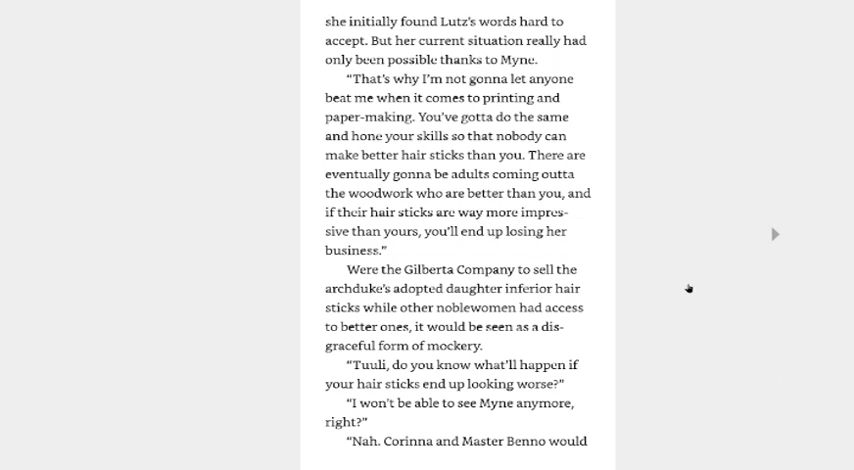 she initially found Lutz's words hard to
accept. But her current situation really had
only been possible thanks to Myne.
“That's why I'm not gonna let anyone
beat me when it comes to printing and
paper-making. You've gotta do the same
and hone your skills so that nobody can
make better hair sticks than you. There are
eventually gonna be adults coming outta
the woodwork who are better than you, and
if their hair sticks are way more impres-
sive than yours, you'll end up losing her
business.”
Were the Gilberta Company to sell the
archduke's adopted daughter inferior hair
sticks while other noblewomen had access
to better ones, it would be seen as a dis-
graceful form of mockery.
“Tuuli, do you know what'll happen if
your hair sticks end up looking worse?”
“I won't be able to see Myne anymore,
right?”
“Nah. Corinna and Master Benno would